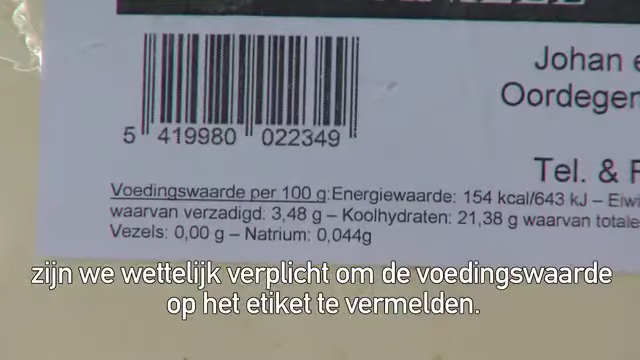 Johan
Oordegem
5 419980 022349
Tel. &
Voedingswaarde per 100 g:Energiewaarde: 154 kcal/643 kJ – Eiwi
waarvan verzadigd: 3,48 g – Koolhydraten: 21,38 g waarvan totale
Vezels: 0,00 g – Natrium: 0,044g
zijn we wettelijk verplicht om de voedingswaarde
op het etiket te vermelden.